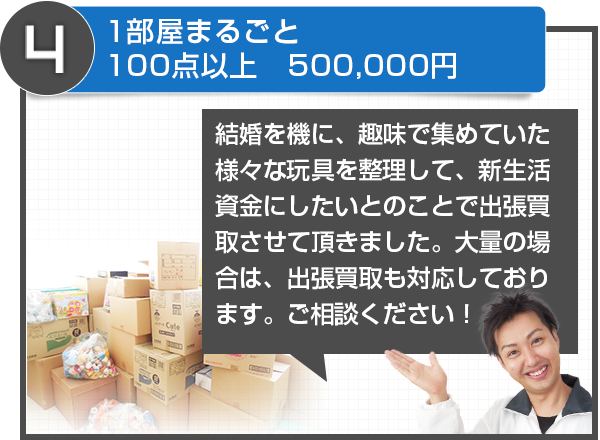 4
1部屋まるごと
100点以上　500,000円
結婚を機に、趣味で集めていた
様々な玩具を整理して、新生活
資金にしたいとのことで出張買
取させて頂きました。大量の場
合は、出張買取も対応しており
ます。ご相談ください！
Cute